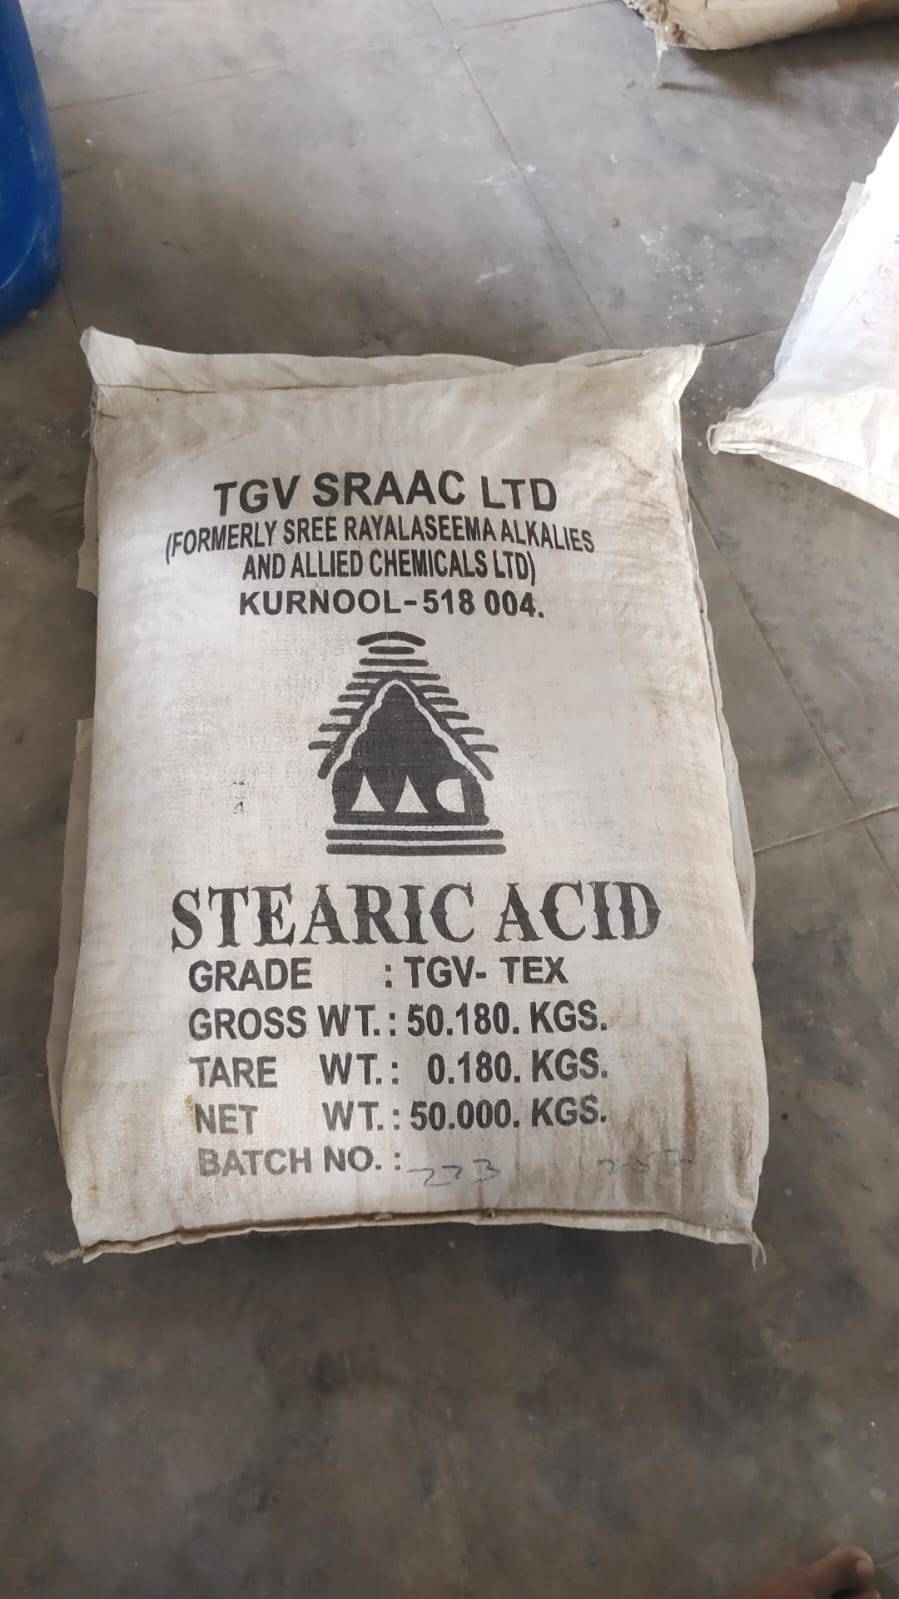 TGV SRAAC LTD
(FORMERLY SREE RAYALASEEMA ALKALIES
AND ALLIED CHEMICALS LTD)
KURNOOL-518 004.
STEARIC ACID
GRADE : TGV- TEX
GROSS WT.: 50.180. KGS.
TARE WT.: 0.180. KGS.
NET WT.: 50.000. KGS.
BATCH NO. : 223